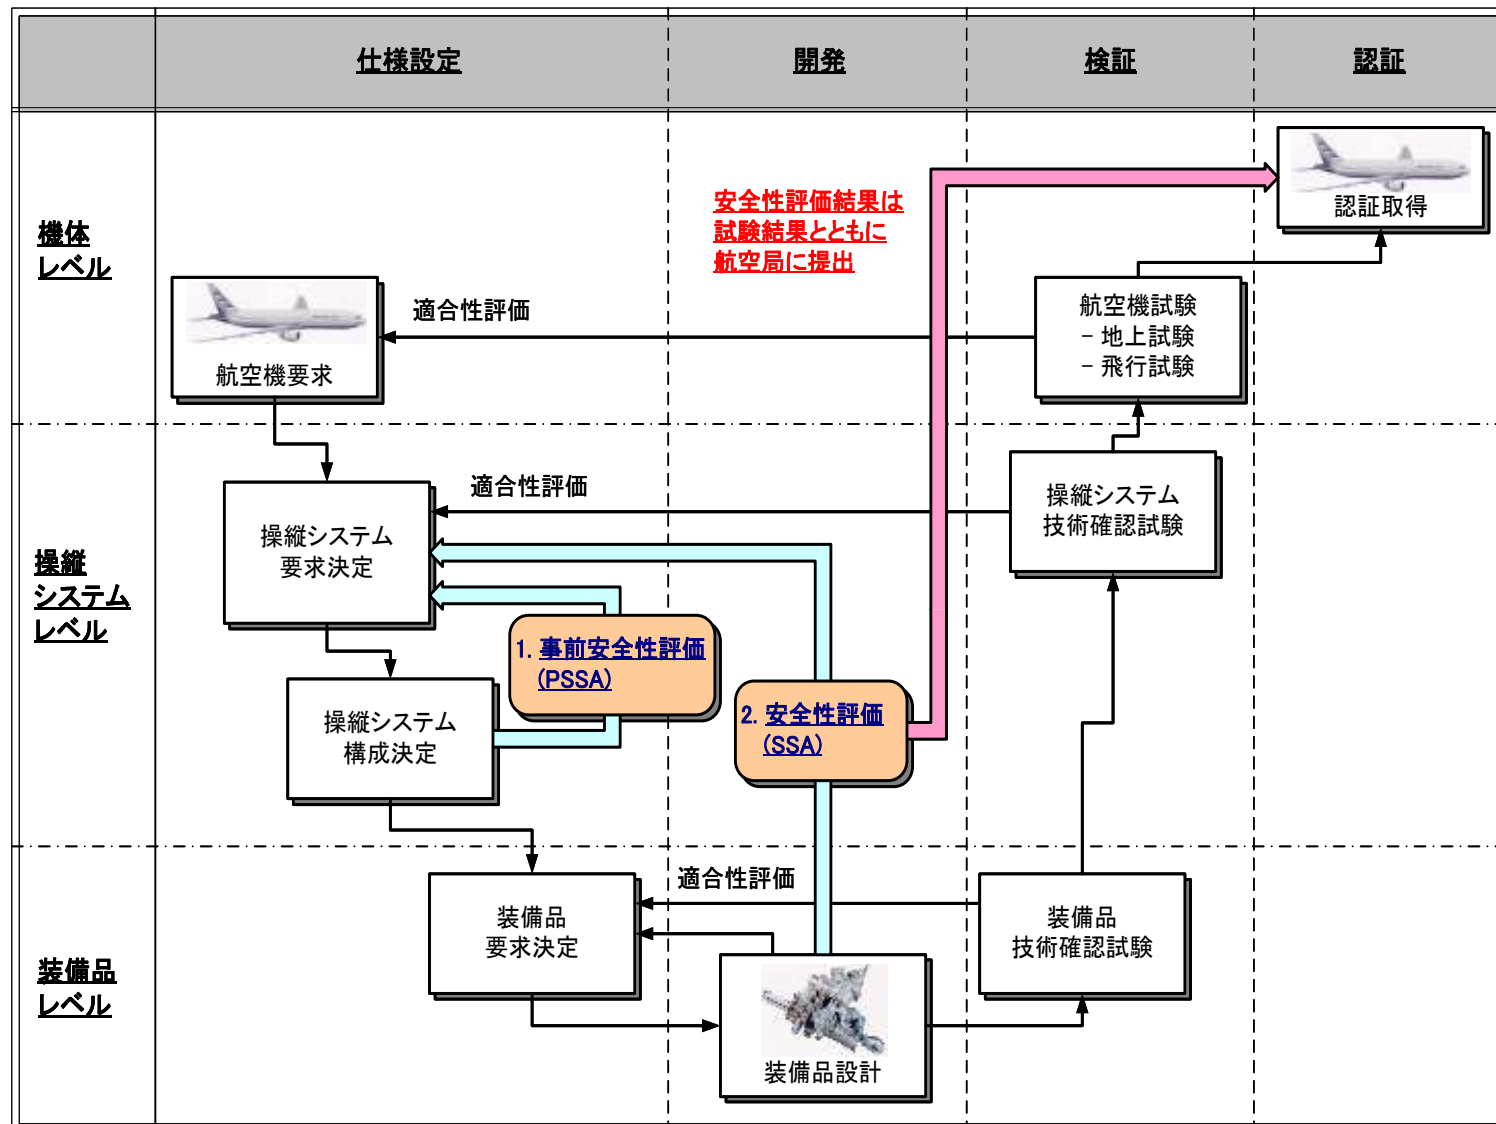 仕様設定
開発
検証
認証
機体
レベル
安全性評価結果は
試験結果とともに
航空局に提出
認証取得
適合性評価
航空機要求
航空機試験
- 地上試験
- 飛行試験
操縦
システム
レベル
適合性評価
操縦システム
要求決定
操縦システム
技術確認試験
1. 事前安全性評価
(PSSA)
操縦システム
構成決定
2. 安全性評価
(SSA)
装備品
レベル
適合性評価
装備品
要求決定
装備品
技術確認試験
装備品設計